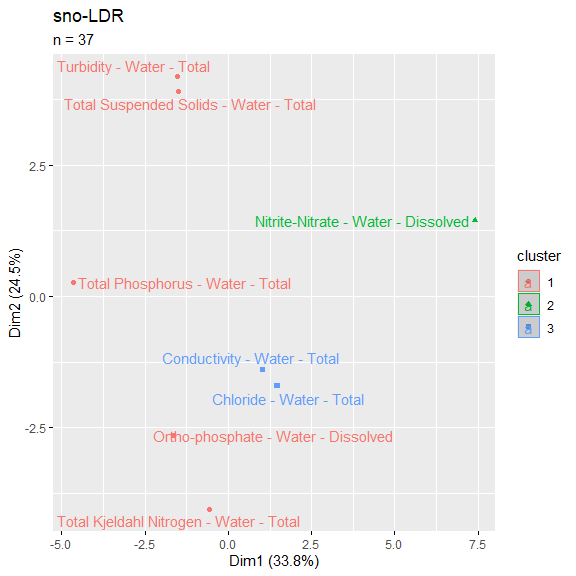 sno-LDR
n = 37
Turbidity - Water - Total
Total Suspended Solids - Water - Total
2.5
Nitrite-Nitrate - Water - Dissolved
cluster
1
Total Phosphorus - Water - Total
0.0
2
3
Dim2 (24.5%)
Conductivity - Water - Total
Chloride - Water - Total
-2.5
Ortho-phosphate - Water - Dissolved
Total Kjeldahl Nitrogen - Water - Total
-5.0 -2.5 0.0 2.5 5.0 7.5
Dim1 (33.8%)